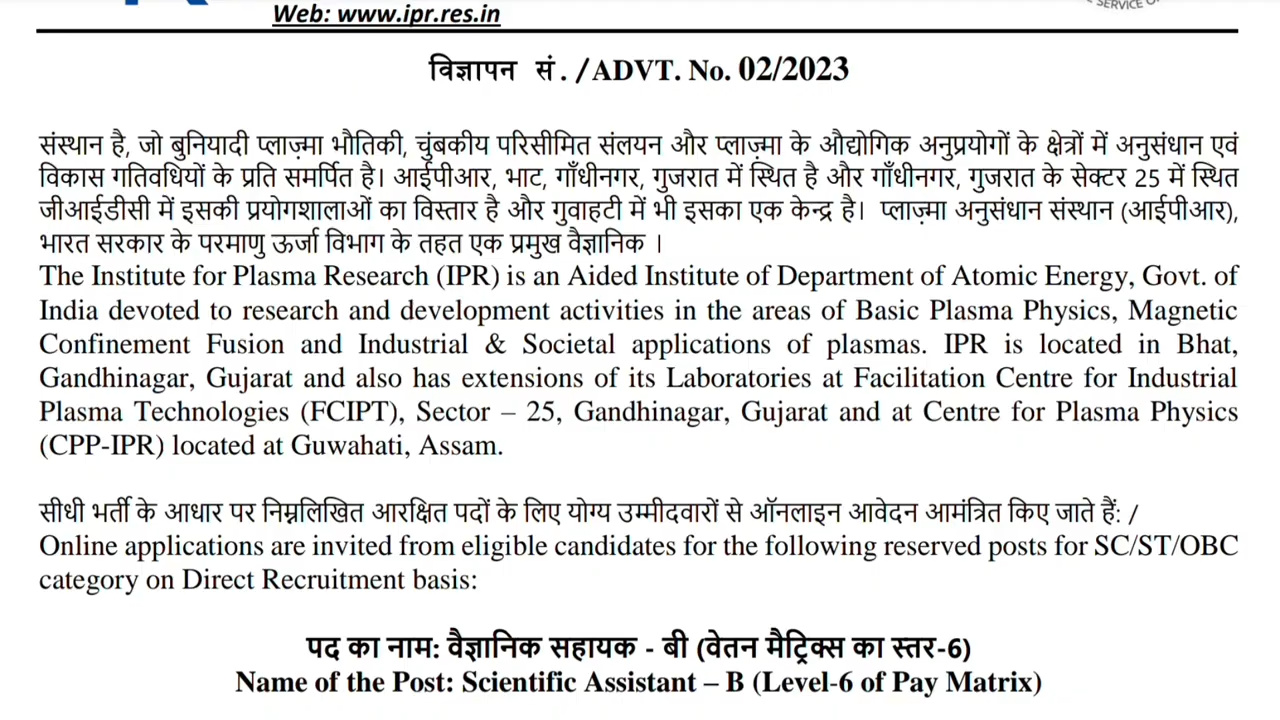 Web: www.ipr.res.in
SERVICE
विज्ञापन सं. /ADVT. No. 02/2023
संस्थान है, जो बुनियादी प्लाज़्मा भौतिकी, चुंबकीय परिसीमित संलयन और प्लाज़्मा के औद्योगिक अनुप्रयोगों के क्षेत्रों में अनुसंधान एवं
विकास गतिवधियों के प्रति समर्पित है। आईपीआर, भाट, गाँधीनगर, गुजरात में स्थित है और गाँधीनगर, गुजरात के सेक्टर 25 में स्थित
जीआईडीसी में इसकी प्रयोगशालाओं का विस्तार है और गुवाहटी में भी इसका एक केन्द्र है। प्लाज़्मा अनुसंधान संस्थान (आईपीआर),
भारत सरकार के परमाणु ऊर्जा विभाग के तहत एक प्रमुख वैज्ञानिक ।
The Institute for Plasma Research (IPR) is an Aided Institute of Department of Atomic Energy, Govt. of
India devoted to research and development activities in the areas of Basic Plasma Physics, Magnetic
Confinement Fusion and Industrial & Societal applications of plasmas. IPR is located in Bhat,
Gandhinagar, Gujarat and also has extensions of its Laboratories at Facilitation Centre for Industrial
Plasma Technologies (FCIPT), Sector – 25, Gandhinagar, Gujarat and at Centre for Plasma Physics
(CPP-IPR) located at Guwahati, Assam.
सीधी भर्ती के आधार पर निम्नलिखित आरक्षित पदों के लिए योग्य उम्मीदवारों से ऑनलाइन आवेदन आमंत्रित किए जाते हैं: /
Online applications are invited from eligible candidates for the following reserved posts for SC/ST/OBC
category on Direct Recruitment basis:
पद का नाम: वैज्ञानिक सहायक - बी (वेतन मैट्रिक्स का स्तर-6)
Name of the Post: Scientific Assistant – B (Level-6 of Pay Matrix)